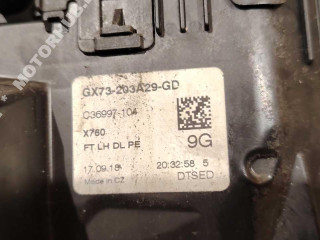 GX73-203A29-GD
C36997-104
X760
FT LH DL PE
9G
17.09.18
20:32:58 5
Made in CZ
DTSED